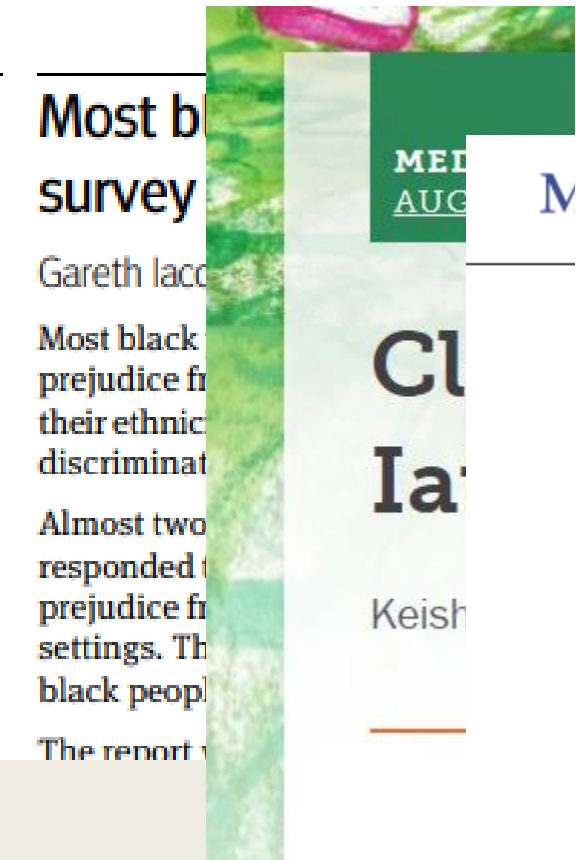 Most bl
survey
Gareth Iaco
Most black
prejudice fr
their ethnic
discriminat
Almost two
responded t
prejudice fr
settings. Th
black peopl
The report
MED
AUG
M
Cl
Iat
Keish